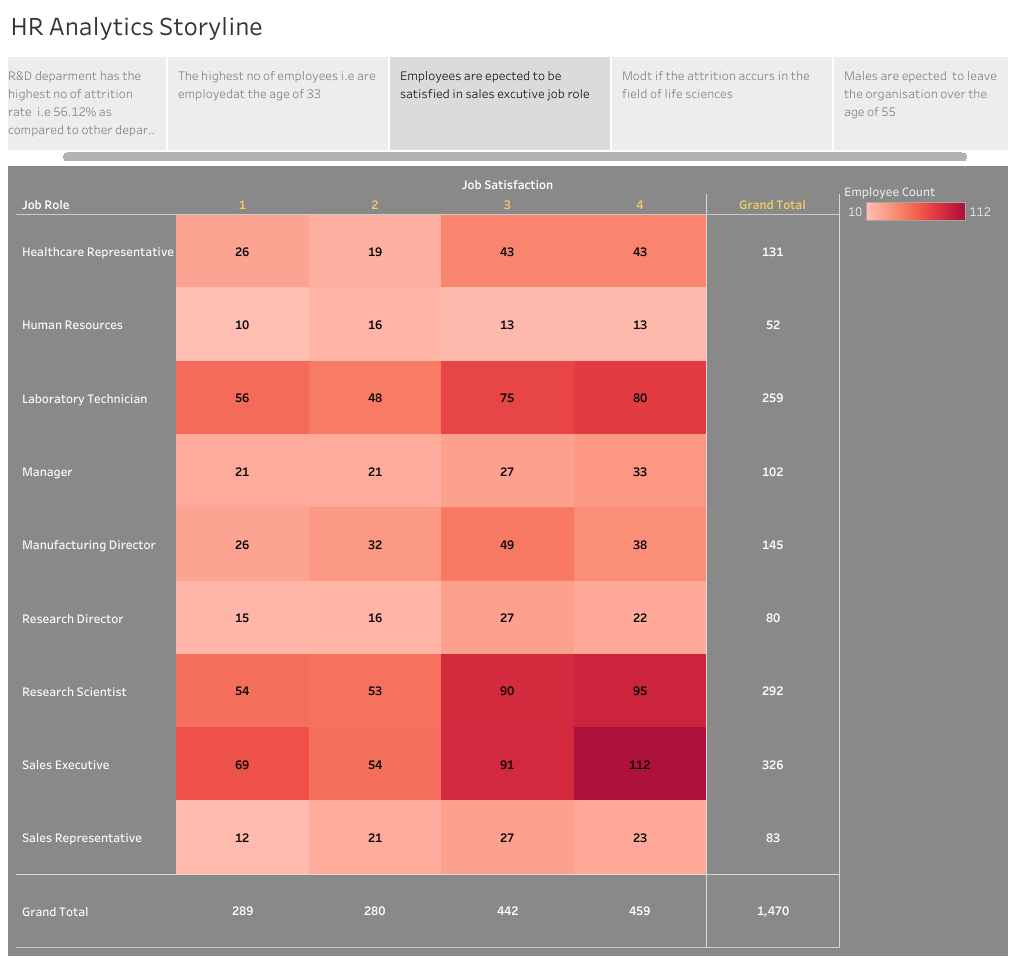 HR Analytics Storyline
R&D deparment has the
highest no of attrition
rate i.e 56.12% as
compared to other depar..
The highest no of employees i.e are
employedat the age of 33
Employees are epected to be
satisfied in sales excutive job role
Modt if the attrition accurs in the
field of life sciences
Males are epected to leave
the organisation over the
age of 55
Job Satisfaction
Job Role 1 2 3 4 Grand Total
Employee Count
10 112
Healthcare Representative 26 19 43 43 131
Human Resources 10 16 13 13 52
Laboratory Technician 56 48 75 80 259
Manager 21 21 27 33 102
Manufacturing Director 26 32 49 38 145
Research Director 15 16 27 22 80
Research Scientist 54 53 90 95 292
Sales Executive 69 54 91 112 326
Sales Representative 12 21 27 23 83
Grand Total 289 280 442 459 1,470